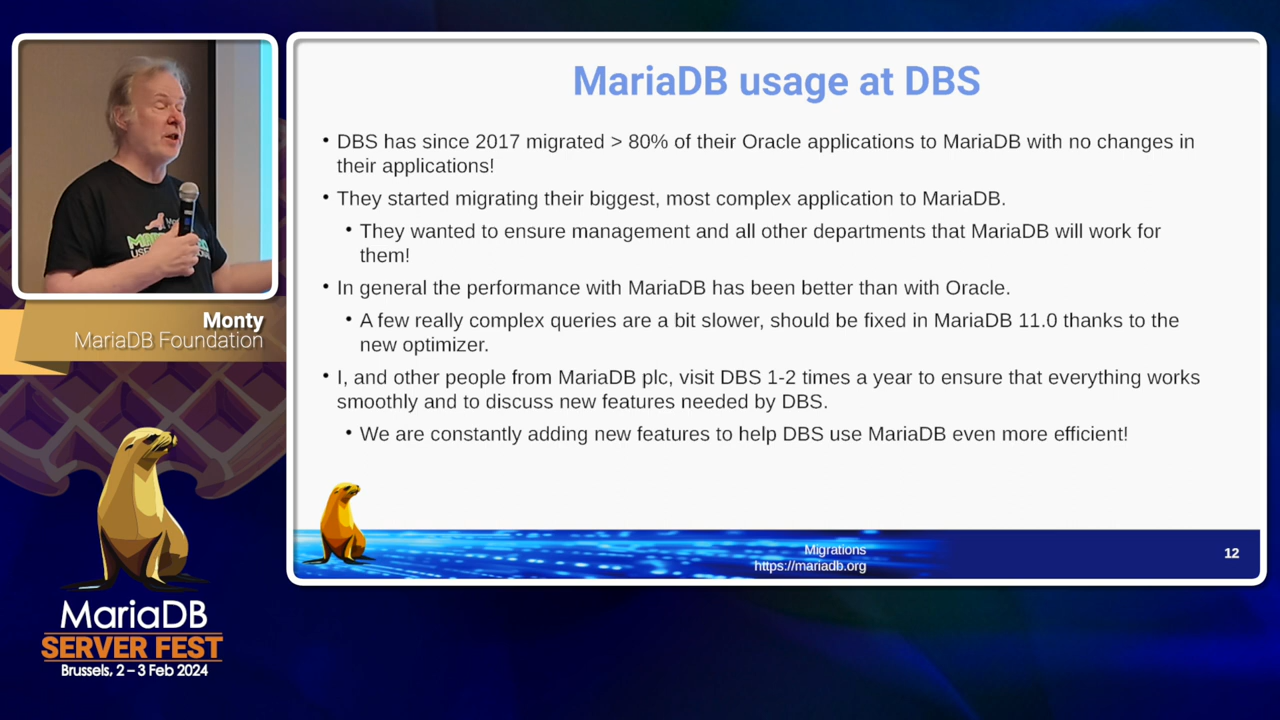 MariaDB usage at DBS
• DBS has since 2017 migrated > 80% of their Oracle applications to MariaDB with no changes in
their applications!
• They started migrating their biggest, most complex application to MariaDB.
• They wanted to ensure management and all other departments that MariaDB will work for
them!
• In general the performance with MariaDB has been better than with Oracle.
• A few really complex queries are a bit slower, should be fixed in MariaDB 11.0 thanks to the
new optimizer.
• I, and other people from MariaDB plc, visit DBS 1-2 times a year to ensure that everything works
smoothly and to discuss new features needed by DBS.
• We are constantly adding new features to help DBS use MariaDB even more efficient!
Migrations
https://mariadb.org
12
Monty
MariaDB Foundation
MariaDB
SERVER FEST
Brussels, 2 – 3 Feb 2024